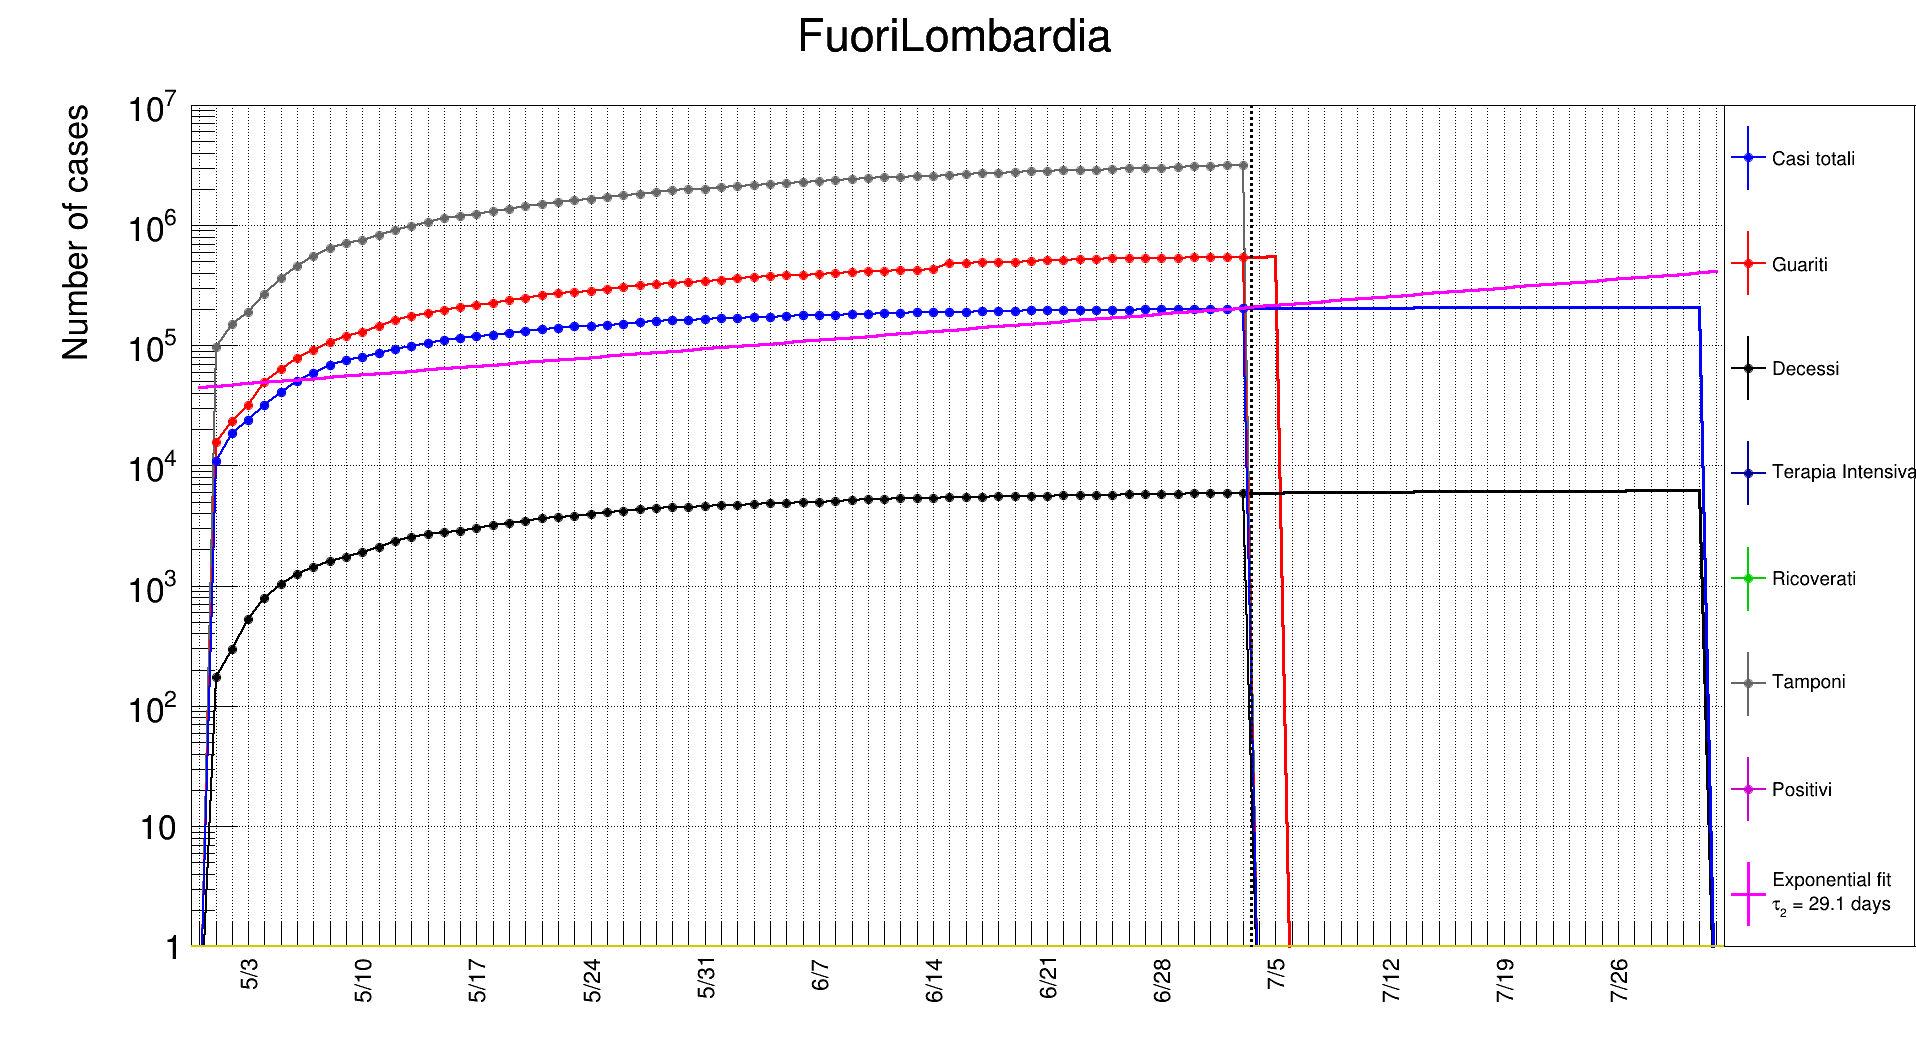 FuoriLombardia
Number of cases
10^7
10^6
10^5
10^4
10^3
10^2
10
1
5/3 5/10 5/17 5/24 5/31 6/7 6/14 6/21 6/28 7/5 7/12 7/19 7/26
Casi totali
Guariti
Decessi
Terapia Intensiva
Ricoverati
Tamponi
Positivi
Exponential fit
τ_2 = 29.1 days